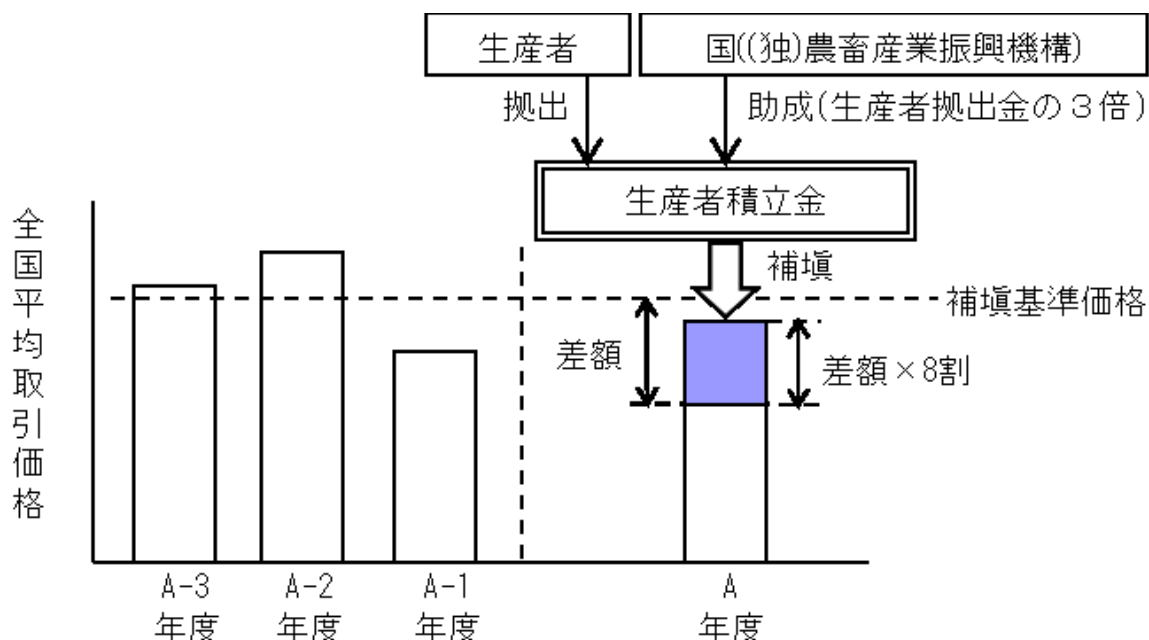 生産者
国((独)農畜産業振興機構)
拠出
助成(生産者拠出金の３倍)
生産者積立金
補塡
補塡基準価格
差額
差額×8割
全国平均取引価格
A-3
年度
A-2
年度
A-1
年度
A
年度